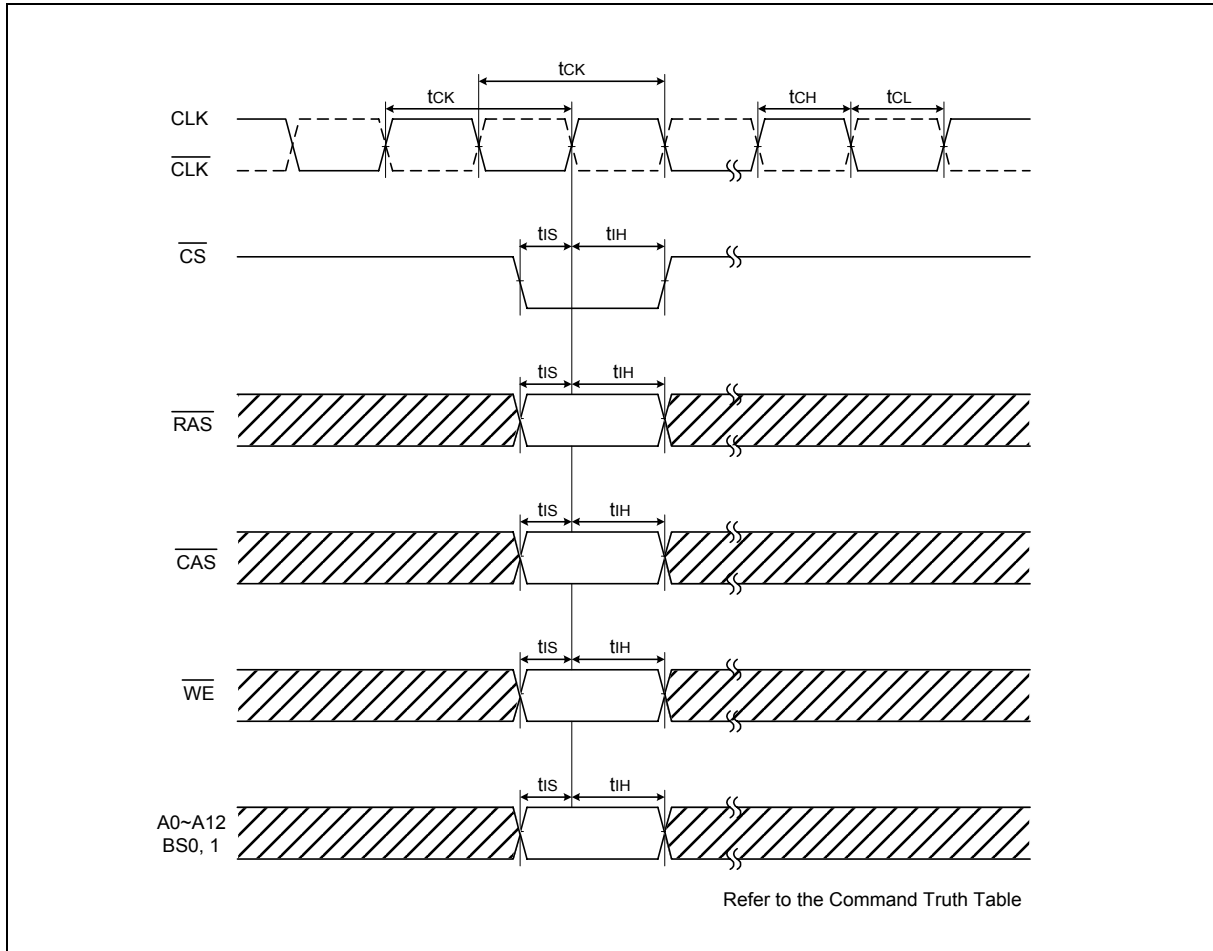 tCK
tCK
tCH
tCL
CLK
CLK
tIS
tIH
CS
tIS
tIH
RAS
tIS
tIH
CAS
tIS
tIH
WE
tIS
tIH
A0~A12
BS0, 1
Refer to the Command Truth Table